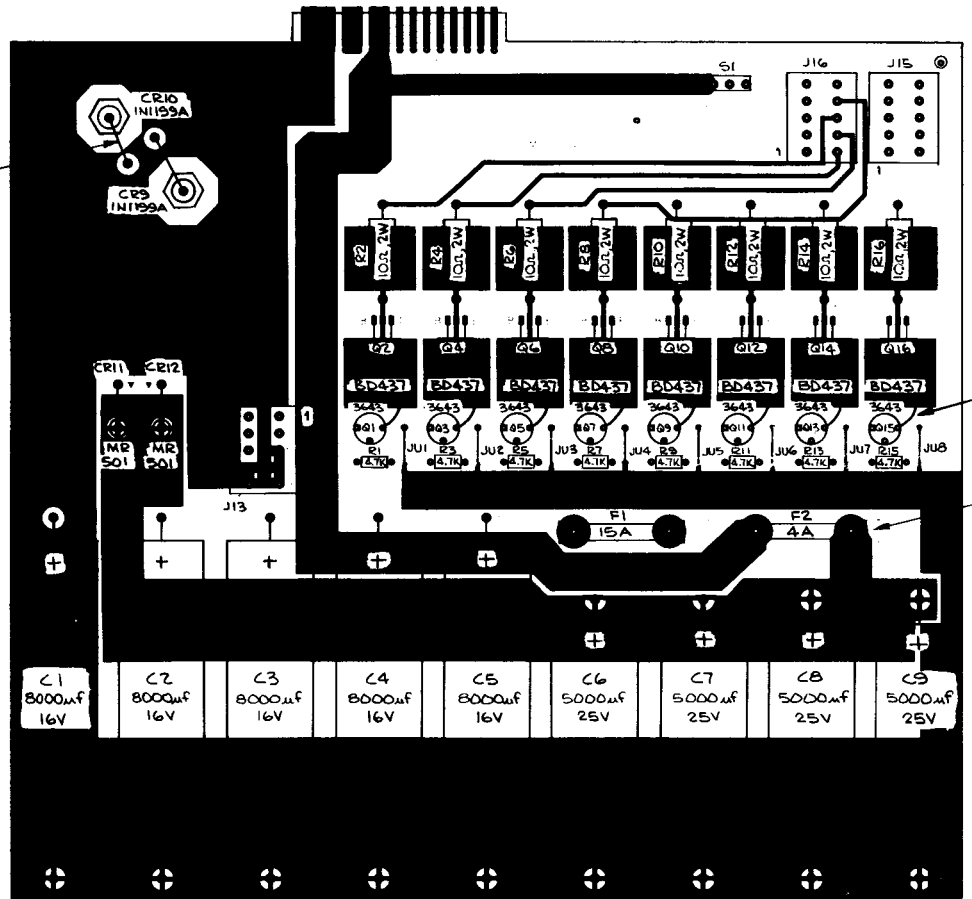 S1
J16
J15
CR10
1N1199A
CR9
1N1199A
1
1
R2
10Ω,2W
R4
10Ω,2W
R6
10Ω,2W
R8
10Ω,2W
R10
10Ω,2W
R12
10Ω,2W
R14
10Ω,2W
R16
10Ω,2W
Q2
Q4
Q6
Q8
Q10
Q12
Q14
Q16
BD437
BD437
BD437
BD437
BD437
BD437
BD437
BD437
CR11
CR12
MR
501
MR
501
1
J13
3643
3643
3643
3643
3643
3643
3643
3643
Q1
Q3
Q5
Q7
Q9
Q11
Q13
Q15
JU1
JU2
JU3
JU4
JU5
JU6
JU7
JU8
R1
R3
R5
R7
R9
R11
R13
R15
4.7K
4.7K
4.7K
4.7K
4.7K
4.7K
4.7K
4.7K
F1
15A
F2
4A
+ + + + +
+ + + +
C1
8000uf
16V
C2
8000uf
16V
C3
8000uf
16V
C4
8000uf
16V
C5
8000uf
16V
C6
5000uf
25V
C7
5000uf
25V
C8
5000uf
25V
C9
5000uf
25V